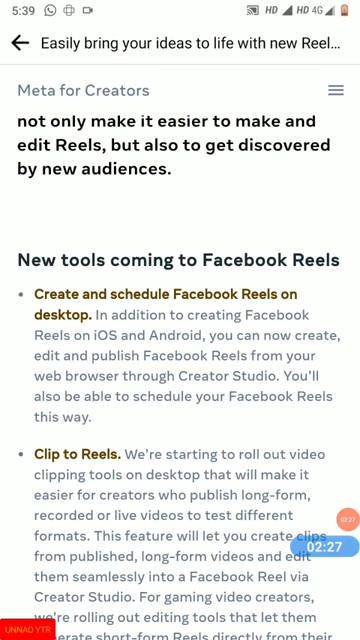 5:39 HD HD 4G
Easily bring your ideas to life with new Reel...
Meta for Creators
not only make it easier to make and
edit Reels, but also to get discovered
by new audiences.
New tools coming to Facebook Reels
• Create and schedule Facebook Reels on
desktop. In addition to creating Facebook
Reels on iOS and Android, you can now create,
edit and publish Facebook Reels from your
web browser through Creator Studio. You'll
also be able to schedule your Facebook Reels
this way.
• Clip to Reels. We're starting to roll out video
clipping tools on desktop that will make it
easier for creators who publish long-form,
recorded or live videos to test different
formats. This feature will let you create clips
from published, long-form videos and edit
them seamlessly into a Facebook Reel via
Creator Studio. For gaming video creators,
we're rolling out editing tools that let them
generate short-form Reels directly from their
02:27
02:27
UNNAO YTR